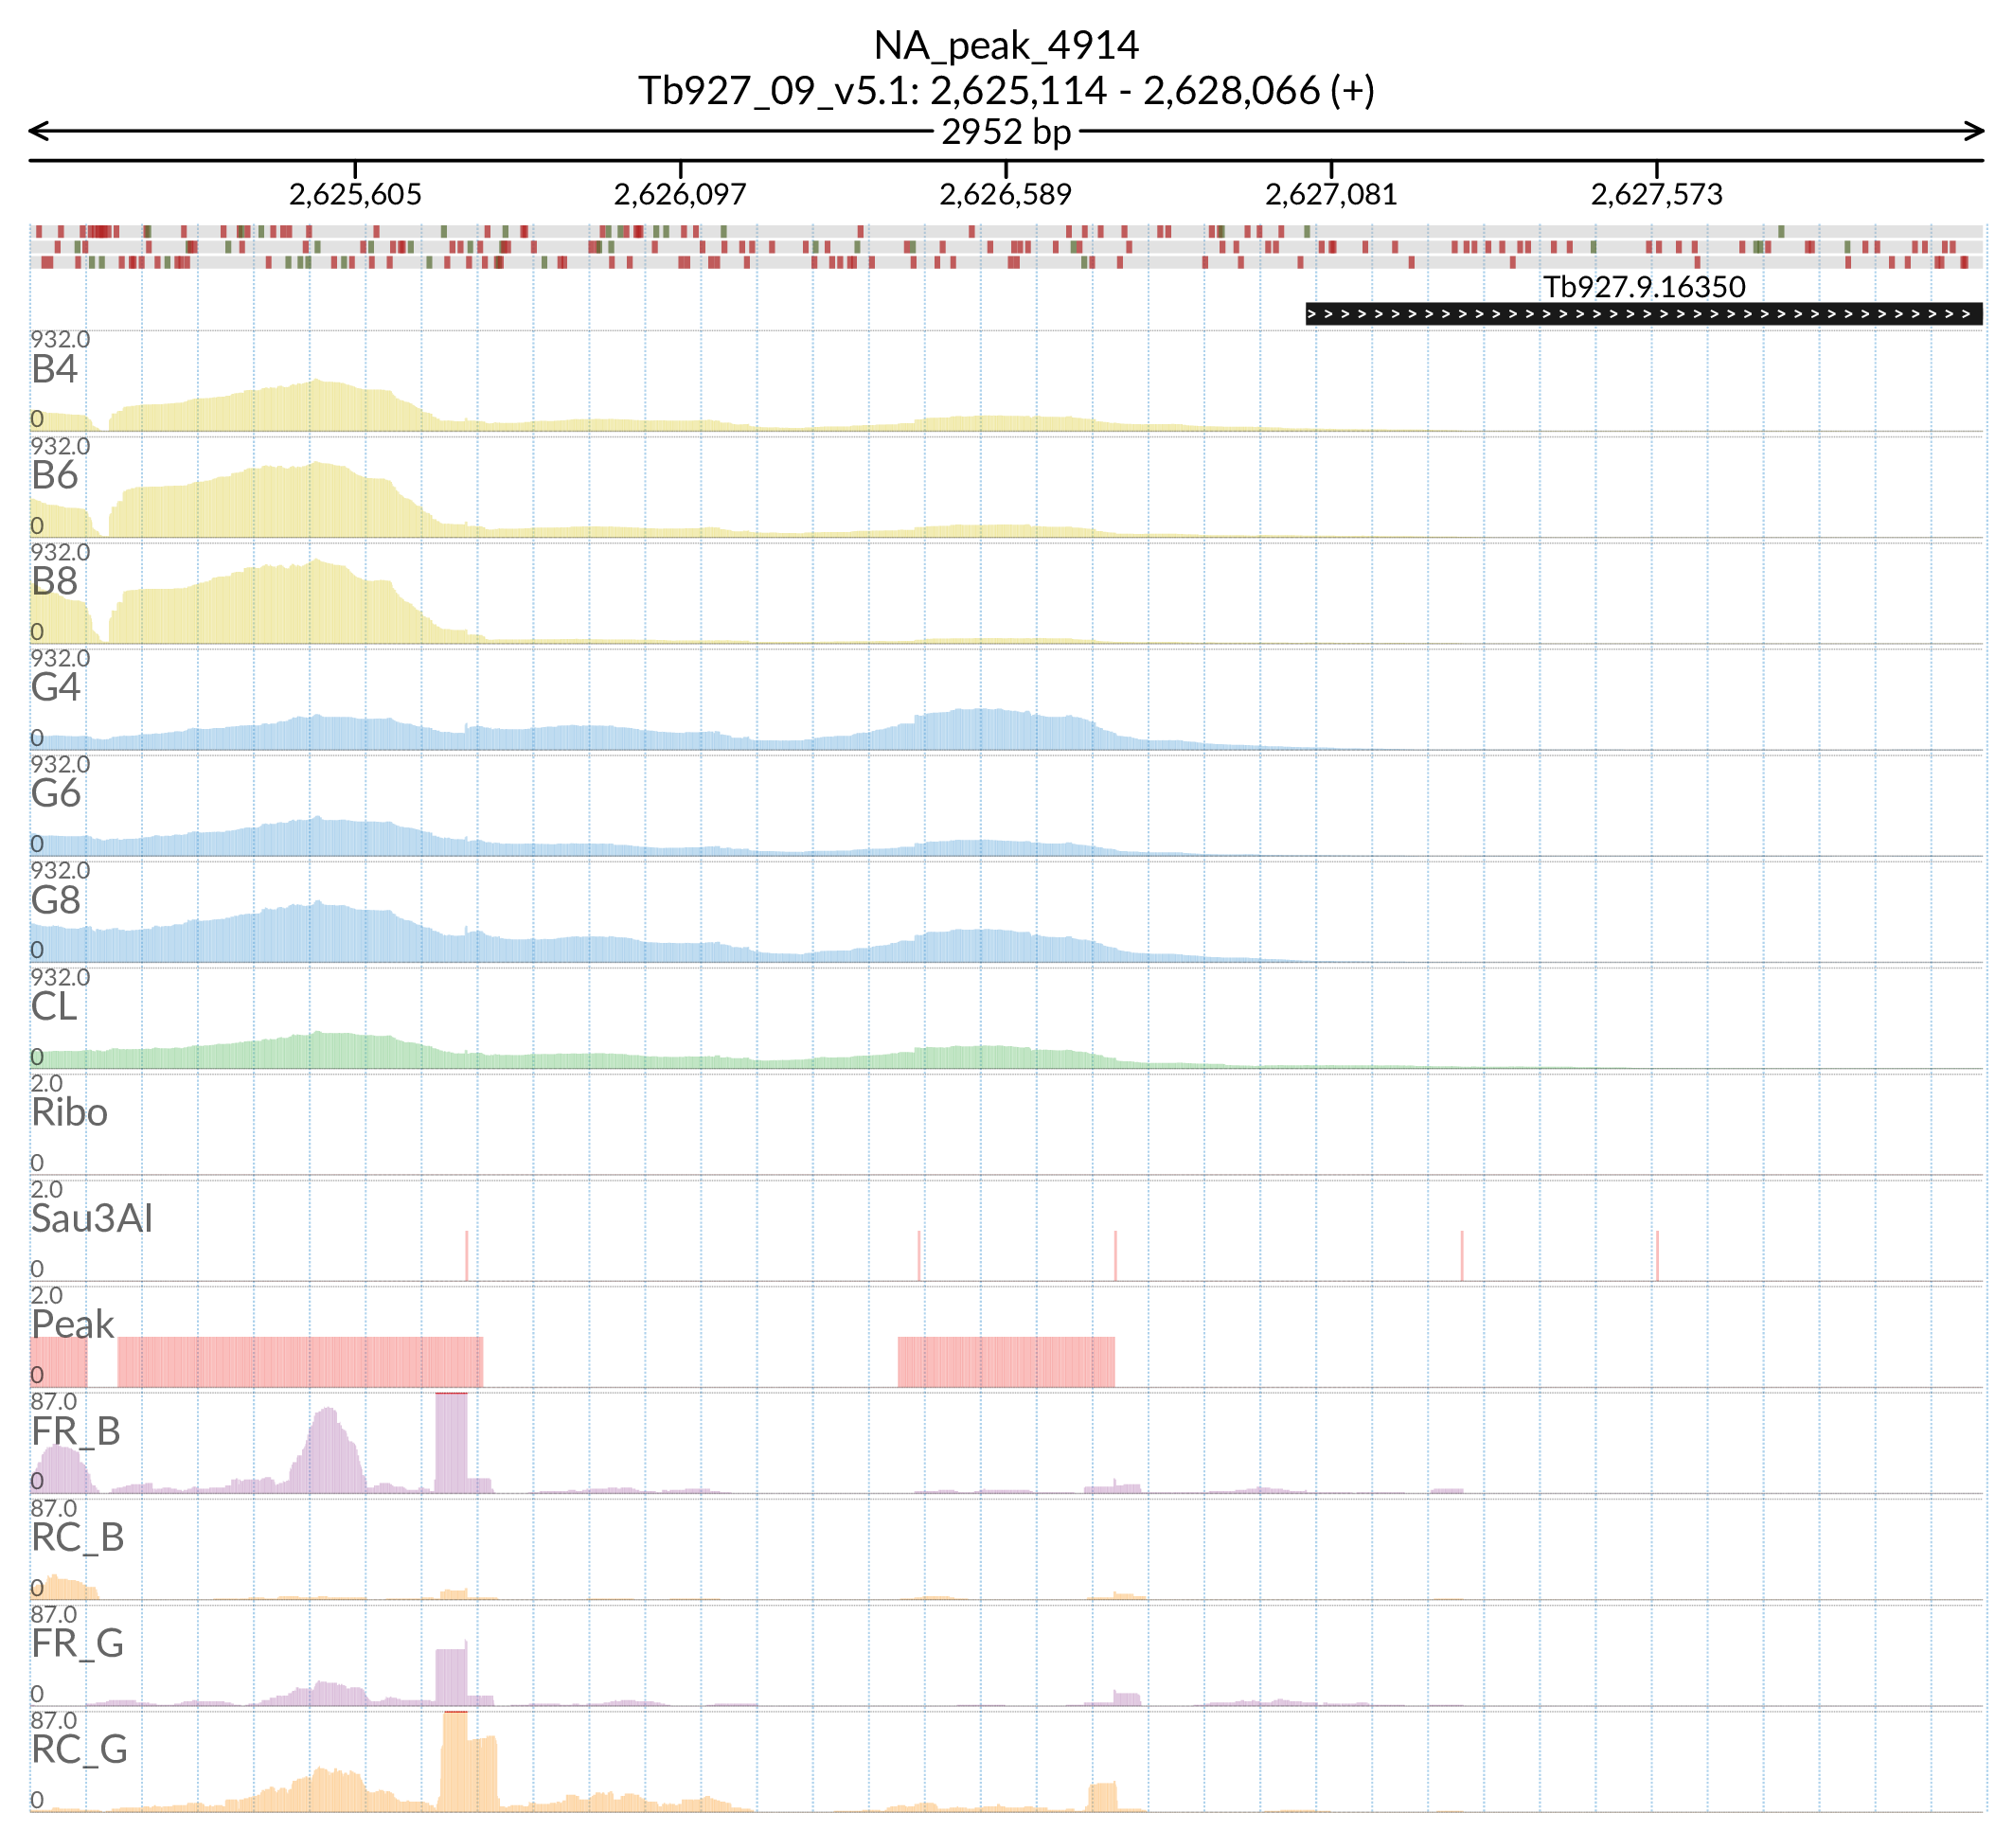 NA_peak_4914
Tb927_09_v5.1: 2,625,114 - 2,628,066 (+)
2952 bp
2,625,605 2,626,097 2,626,589 2,627,081 2,627,573
Tb927.9.16350
932.0
B4
0
932.0
B6
0
932.0
B8
0
932.0
G4
0
932.0
G6
0
932.0
G8
0
932.0
CL
0
2.0
Ribo
0
2.0
Sau3AI
0
2.0
Peak
0
87.0
FR_B
0
87.0
RC_B
0
87.0
FR_G
0
87.0
RC_G
0